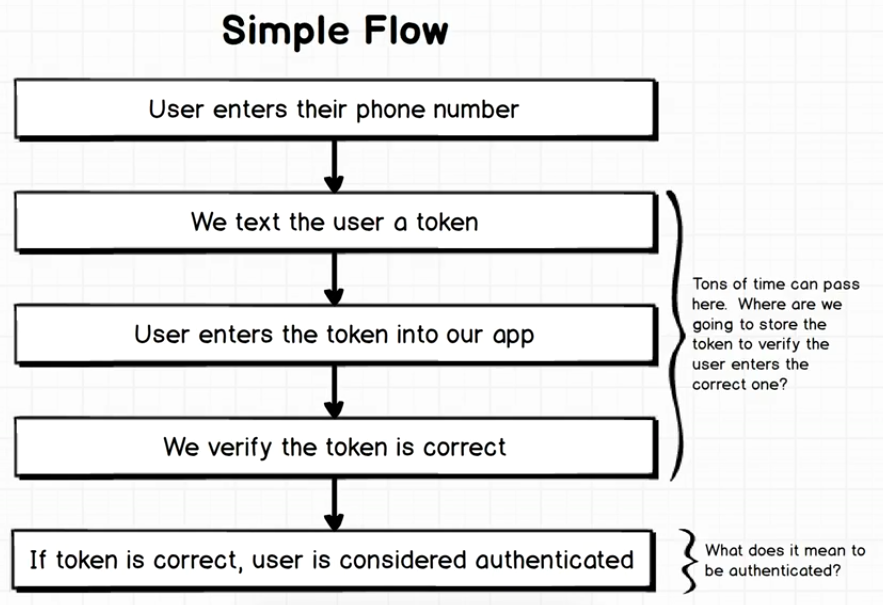 Simple Flow
User enters their phone number
We text the user a token
User enters the token into our app
We verify the token is correct
Tons of time can pass
here. Where are we
going to store the
token to verify the
user enters the
correct one?
If token is correct, user is considered authenticated
What does it mean to
be authenticated?